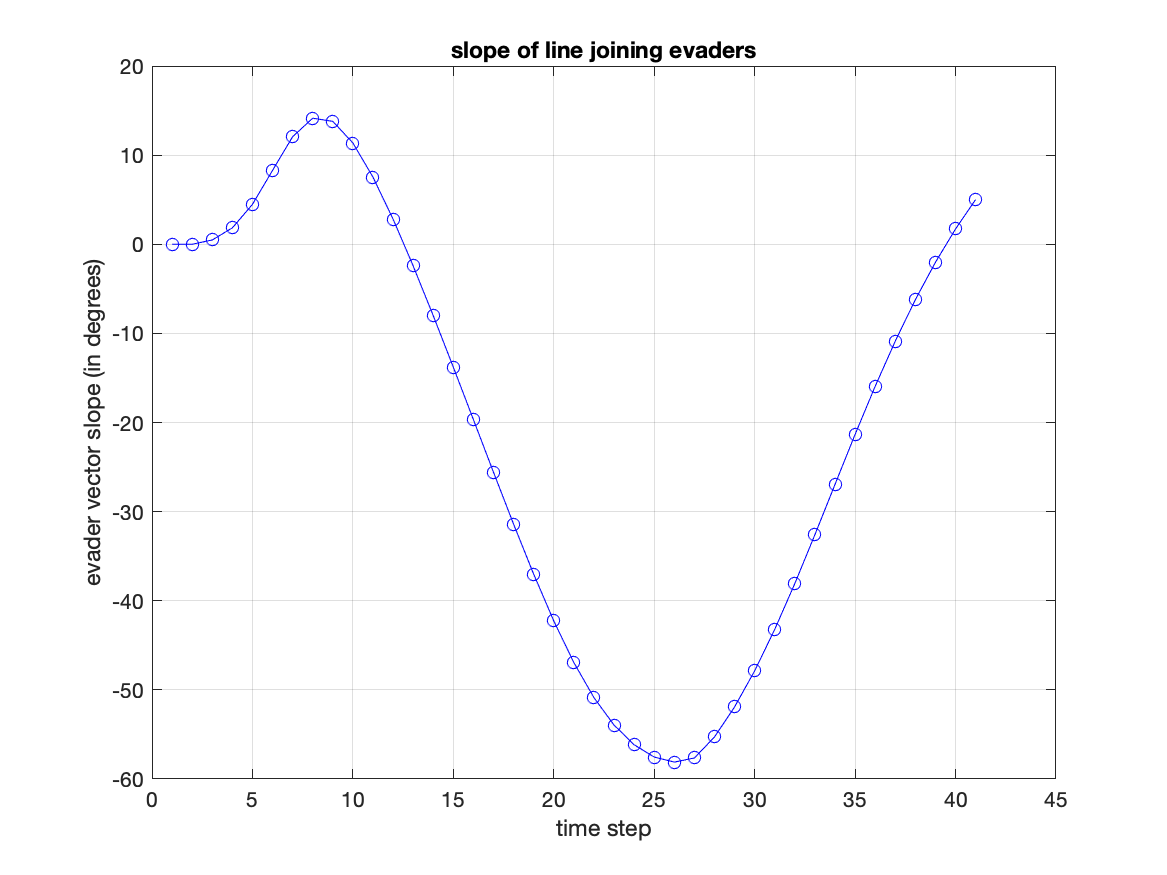 slope of line joining evaders
20
10
0
-10
-20
-30
-40
-50
-60
evader vector slope (in degrees)
0 5 10 15 20 25 30 35 40 45
time step